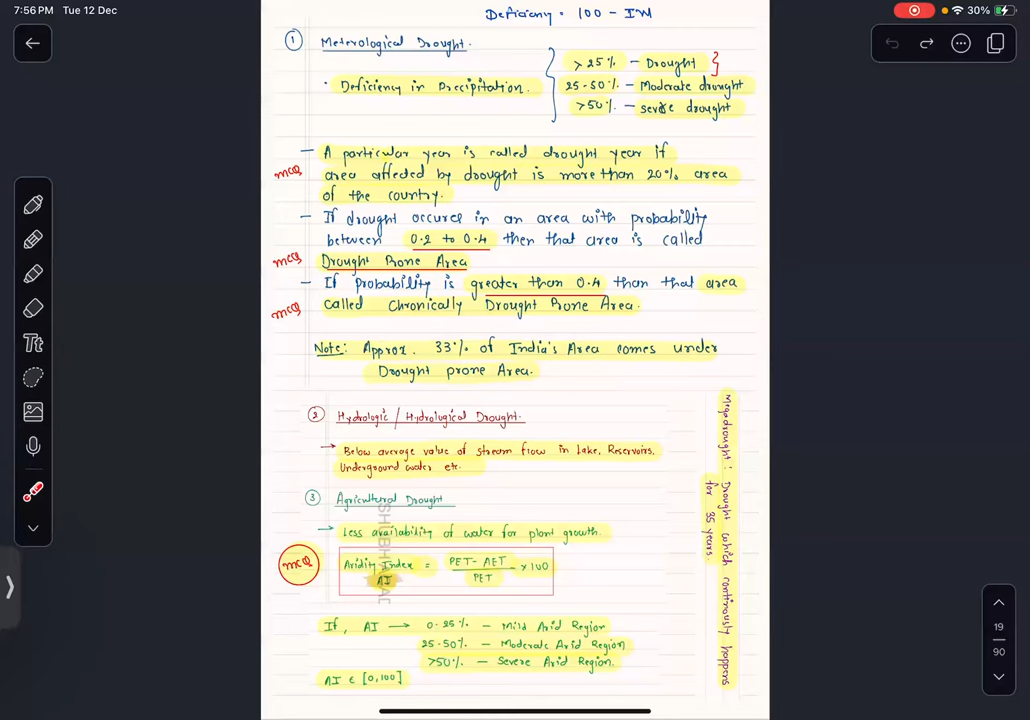 7:56 PM Tue 12 Dec
30%
Deficiency = 100 - IM
① Meterological Drought.
· Deficiency in Precipitation.
> 25% - Drought
25-50% - Moderate drought
>50% - severe drought
- A particular year is called drought year if
mcq area affected by drought is more than 20% area
of the country.
- If drought occures in an area with probability
between 0.2 to 0.4 then that area is called
mcq Drought Prone Area
- If probability is greater than 0.4 than that area
mcq called Chronically Drought Prone Area.
Note: Approx. 33% of India's Area comes under
Drought prone Area.
② Hydrologic / Hydrological Drought.
→ Below average value of stream flow in Lake, Reservoirs,
Underground water etc.
③ Agricultural Drought
→ Less availability of water for plant growth.
mcq
Aridity Index = PET - AET / PET × 100
AI
If, AI → 0-25% - Mild Arid Region
25-50% - Moderate Arid Region
>50% - Severe Arid Region.
AI ∈ [0,100]
Megadrought: Drought which continously happens
for 35 years.
Tt
19
90